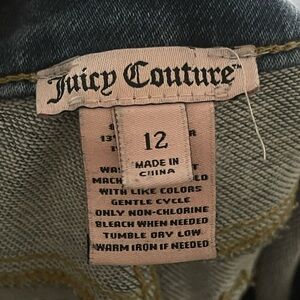 Juicy Couture™
12
MADE IN
CHINA
WITH LIKE COLORS
GENTLE CYCLE
ONLY NON-CHLORINE
BLEACH WHEN NEEDED
TUMBLE DRY LOW
WARM IRON IF NEEDED